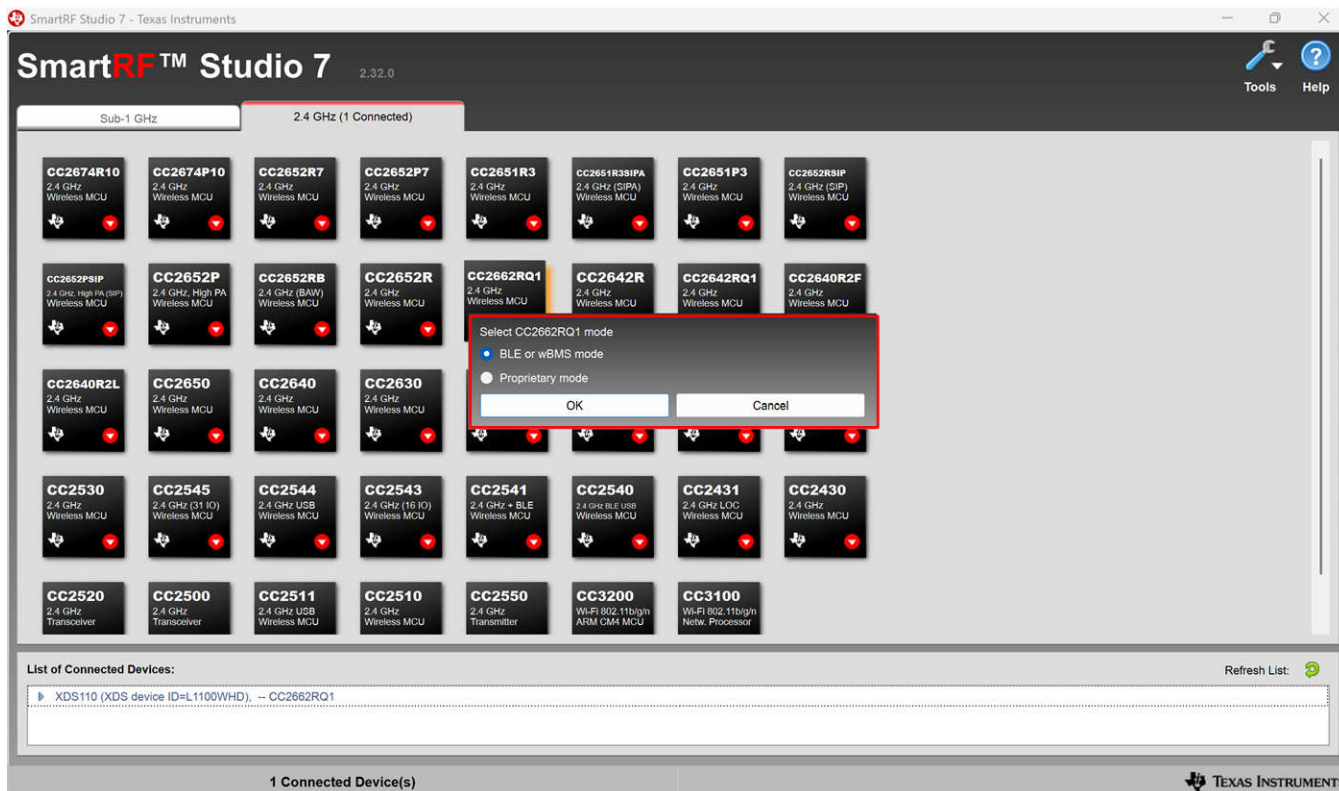 SmartRF Studio 7 - Texas Instruments
SmartRF™ Studio 7 2.32.0
Tools Help
Sub-1 GHz 2.4 GHz (1 Connected)
CC2674R10 CC2674P10 CC2652R7 CC2652P7 CC2651R3 CC2651R3SIPA CC2651P3 CC2652RSIP
2.4 GHz 2.4 GHz 2.4 GHz 2.4 GHz 2.4 GHz 2.4 GHz (SIPA) 2.4 GHz 2.4 GHz (SIP)
Wireless MCU Wireless MCU Wireless MCU Wireless MCU Wireless MCU Wireless MCU Wireless MCU Wireless MCU
CC2652PSIP CC2652P CC2652RB CC2652R CC2662RQ1 CC2642R CC2642RQ1 CC2640R2F
2.4 GHz, High PA (SIP) 2.4 GHz, High PA 2.4 GHz (BAW) 2.4 GHz 2.4 GHz 2.4 GHz 2.4 GHz 2.4 GHz
Wireless MCU Wireless MCU Wireless MCU Wireless MCU Wireless MCU Wireless MCU Wireless MCU Wireless MCU
Select CC2662RQ1 mode
BLE or wBMS mode
Proprietary mode
OK Cancel
CC2640R2L CC2650 CC2640 CC2630
2.4 GHz 2.4 GHz 2.4 GHz 2.4 GHz
Wireless MCU Wireless MCU Wireless MCU Wireless MCU
CC2530 CC2545 CC2544 CC2543 CC2541 CC2540 CC2431 CC2430
2.4 GHz 2.4 GHz (31 IO) 2.4 GHz USB 2.4 GHz (16 IO) 2.4 GHz + BLE 2.4 GHz BLE USB 2.4 GHz LOC 2.4 GHz
Wireless MCU Wireless MCU Wireless MCU Wireless MCU Wireless MCU Wireless MCU Wireless MCU Wireless MCU
CC2520 CC2500 CC2511 CC2510 CC2550 CC3200 CC3100
2.4 GHz 2.4 GHz 2.4 GHz USB 2.4 GHz 2.4 GHz Wi-Fi 802.11b/g/n Wi-Fi 802.11b/g/n
Transceiver Transceiver Wireless MCU Wireless MCU Transmitter ARM CM4 MCU Netw. Processor
List of Connected Devices: Refresh List:
XDS110 (XDS device ID=L1100WHD), -- CC2662RQ1
1 Connected Device(s) TEXAS INSTRUMENT